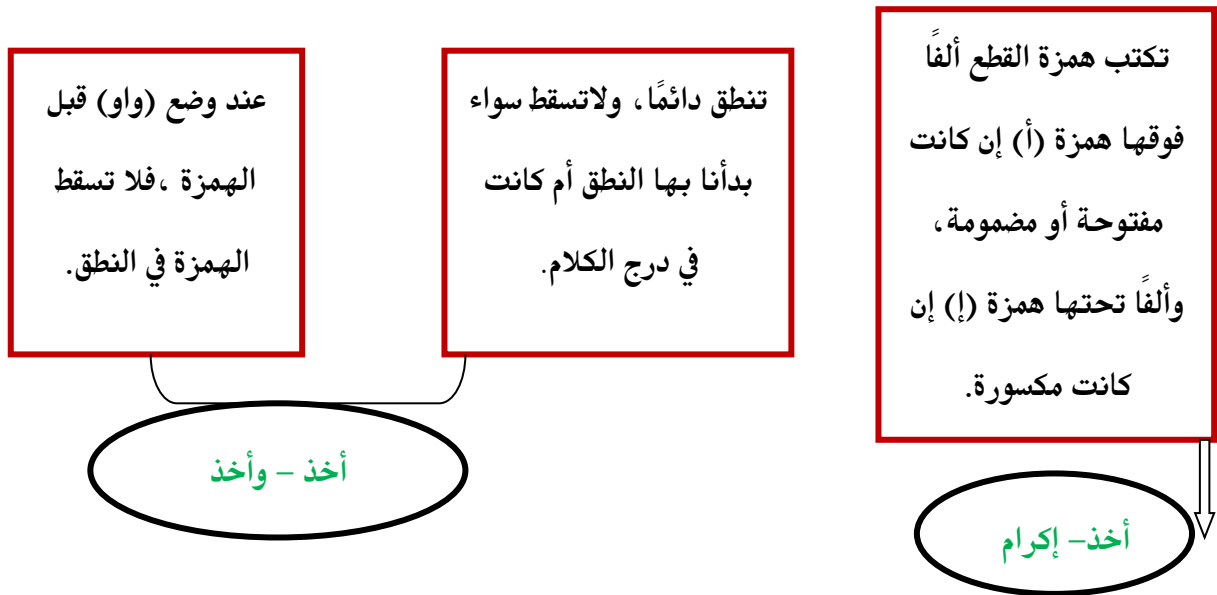 تكتب همزة القطع ألفًا
فوقها همزة (أ) إن كانت
مفتوحة أو مضمومة،
وألفًا تحتها همزة (إ) إن
كانت مكسورة.
أخذ– إكرام
تنطق دائمًا، ولاتسقط سواء
بدأنا بها النطق أم كانت
في درج الكلام.
عند وضع (واو) قبل
الهمزة ،فلا تسقط
الهمزة في النطق.
أخذ – وأخذ